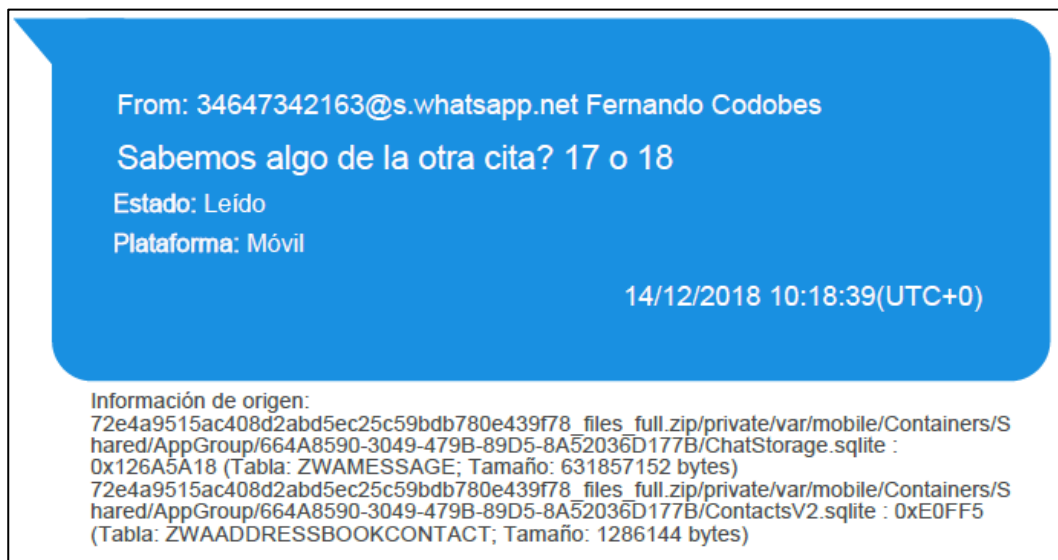 From: 34647342163@s.whatsapp.net Fernando Codobes
Sabemos algo de la otra cita? 17 o 18
Estado: Leído
Plataforma: Móvil
14/12/2018 10:18:39(UTC+0)
Información de origen:
72e4a9515ac408d2abd5ec25c59bdb780e439f78_files_full.zip/private/var/mobile/Containers/S
hared/AppGroup/664A8590-3049-479B-89D5-8A52036D177B/ChatStorage.sqlite :
0x126A5A18 (Tabla: ZWAMESSAGE; Tamaño: 631857152 bytes)
72e4a9515ac408d2abd5ec25c59bdb780e439f78_files_full.zip/private/var/mobile/Containers/S
hared/AppGroup/664A8590-3049-479B-89D5-8A52036D177B/ContactsV2.sqlite : 0xE0FF5
(Tabla: ZWAADDRESSBOOKCONTACT; Tamaño: 1286144 bytes)